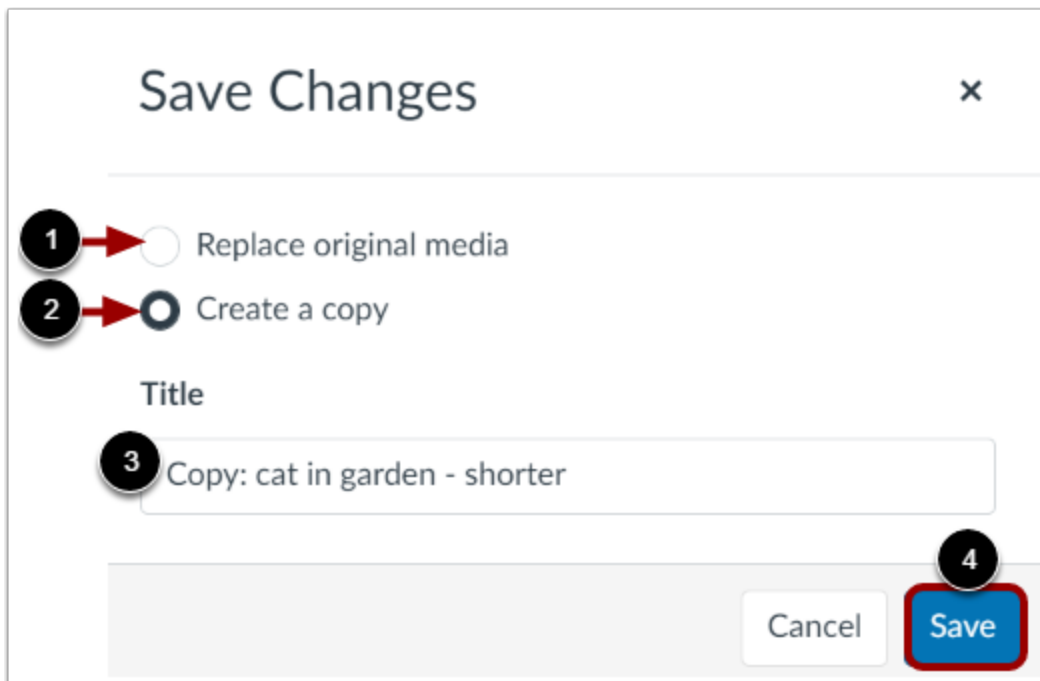 Save Changes ×
1 Replace original media
2 Create a copy
Title
3 Copy: cat in garden - shorter
4
Cancel Save